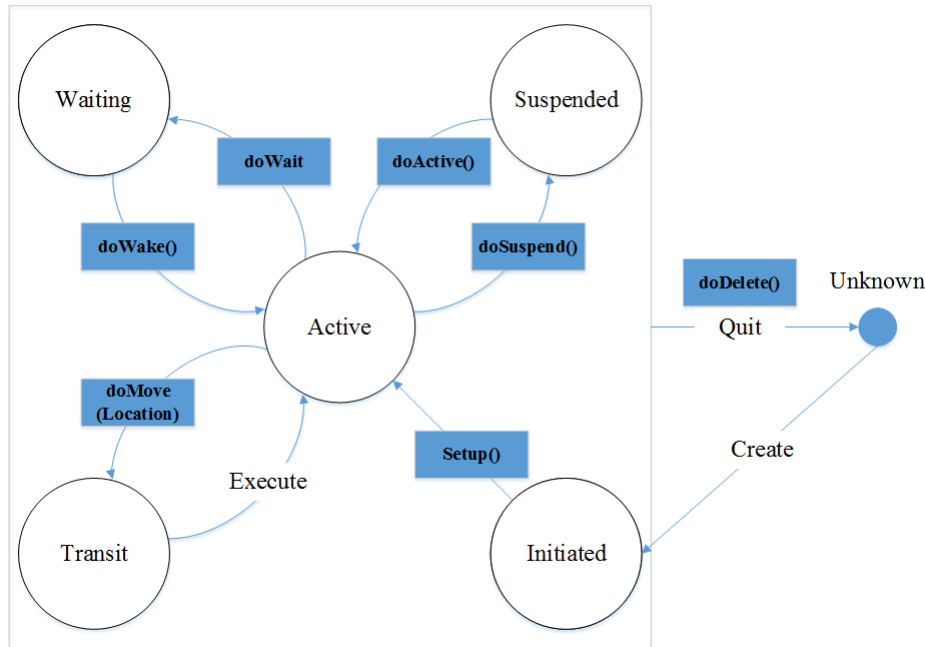 Waiting
Suspended
doWait
doActive()
doWake()
doSuspend()
doDelete()
Unknown
Active
Quit
doMove
(Location)
Setup()
Create
Execute
Transit
Initiated